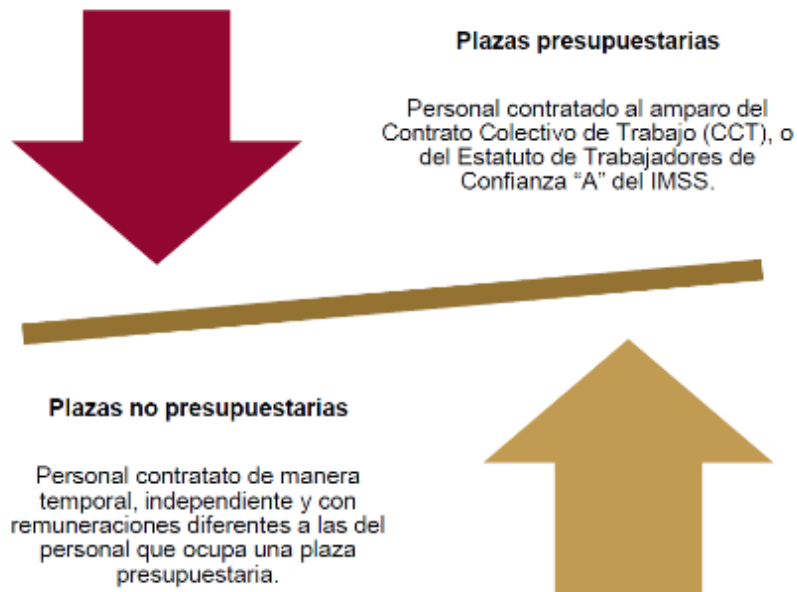 Plazas presupuestarias
Personal contratado al amparo del
Contrato Colectivo de Trabajo (CCT), o
del Estatuto de Trabajadores de
Confianza “A” del IMSS.
Plazas no presupuestarias
Personal contratato de manera
temporal, independiente y con
remuneraciones diferentes a las del
personal que ocupa una plaza
presupuestaria.